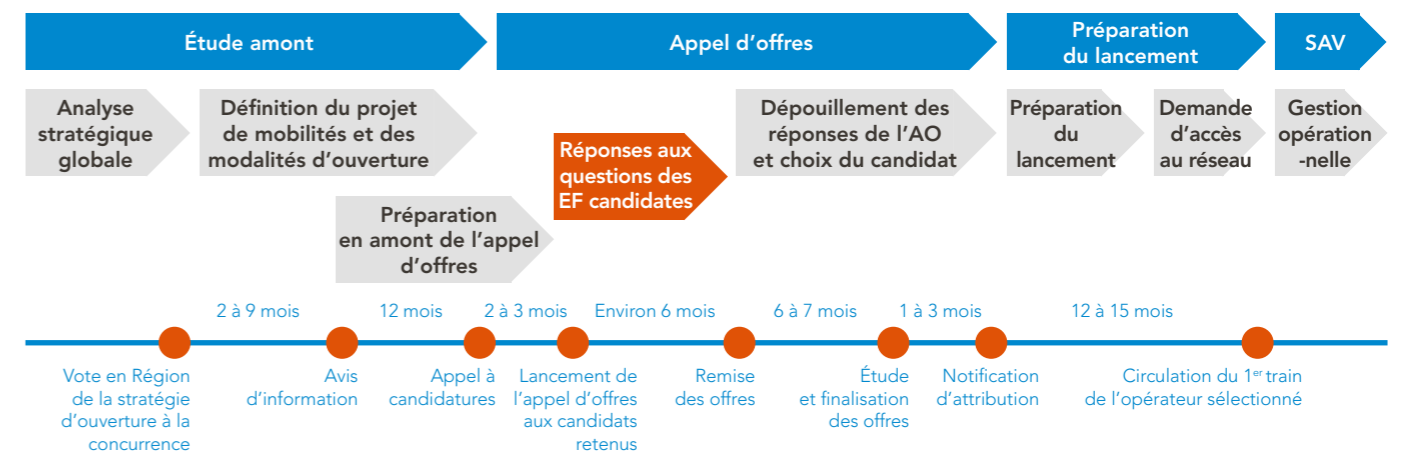 Étude amont
Appel d’offres
Préparation
du lancement
SAV
Analyse
stratégique
globale
Définition du projet
de mobilités et des
modalités d’ouverture
Préparation
en amont de l’appel
d’offres
Réponses aux
questions des
EF candidates
Dépouillement des
réponses de l’AO
et choix du candidat
Préparation
du
lancement
Demande
d’accès
au réseau
Gestion
opération
-nelle
2 à 9 mois
12 mois
2 à 3 mois
Environ 6 mois
6 à 7 mois
1 à 3 mois
12 à 15 mois
Vote en Région
de la stratégie
d’ouverture à la
concurrence
Avis
d’information
Appel à
candidatures
Lancement de
l’appel d’offres
aux candidats
retenus
Remise
des offres
Étude
et finalisation
des offres
Notification
d’attribution
Circulation du 1er train
de l’opérateur sélectionné